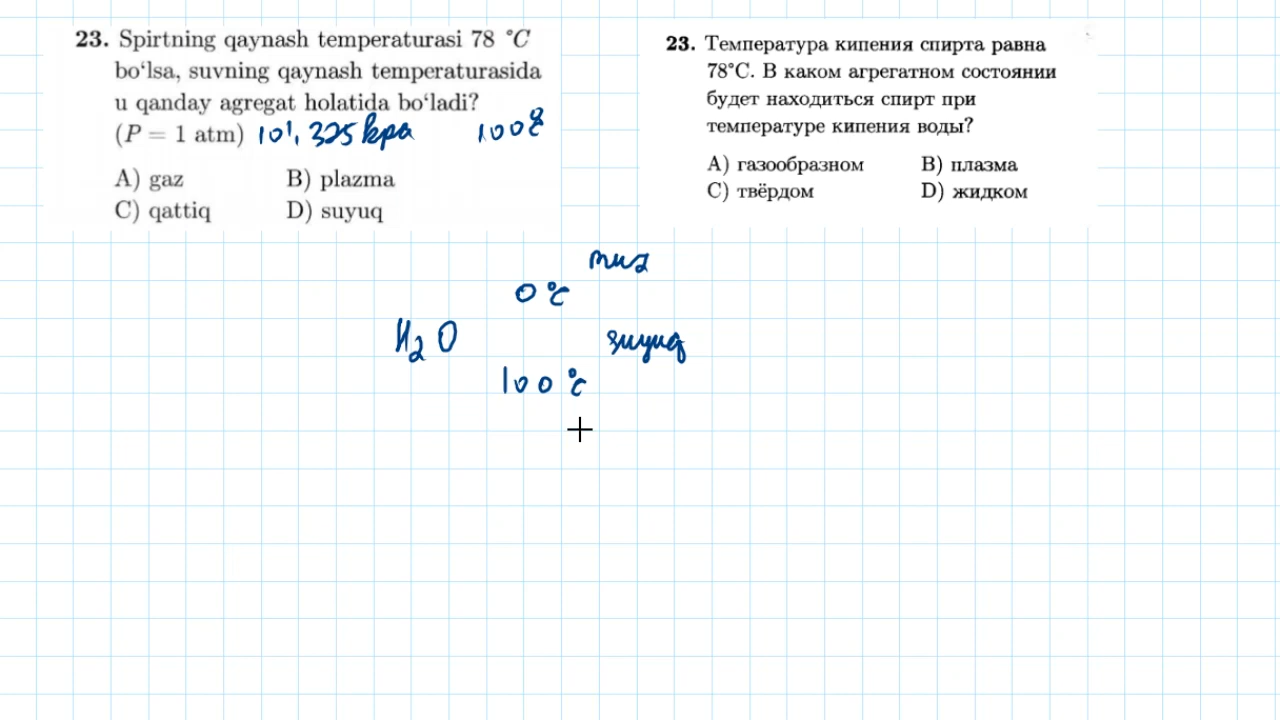 23. Spirtning qaynash temperaturasi 78 °C
bo‘lsa, suvning qaynash temperaturasida
u qanday agregat holatida bo‘ladi?
(P = 1 atm) 101,325 kpa 100°C
A) gaz B) plazma
C) qattiq D) suyuq
23. Температура кипения спирта равна
78°C. В каком агрегатном состоянии
будет находиться спирт при
температуре кипения воды?
A) газообразном B) плазма
C) твёрдом D) жидком
muz
0°C
H2O suyuq
100°C